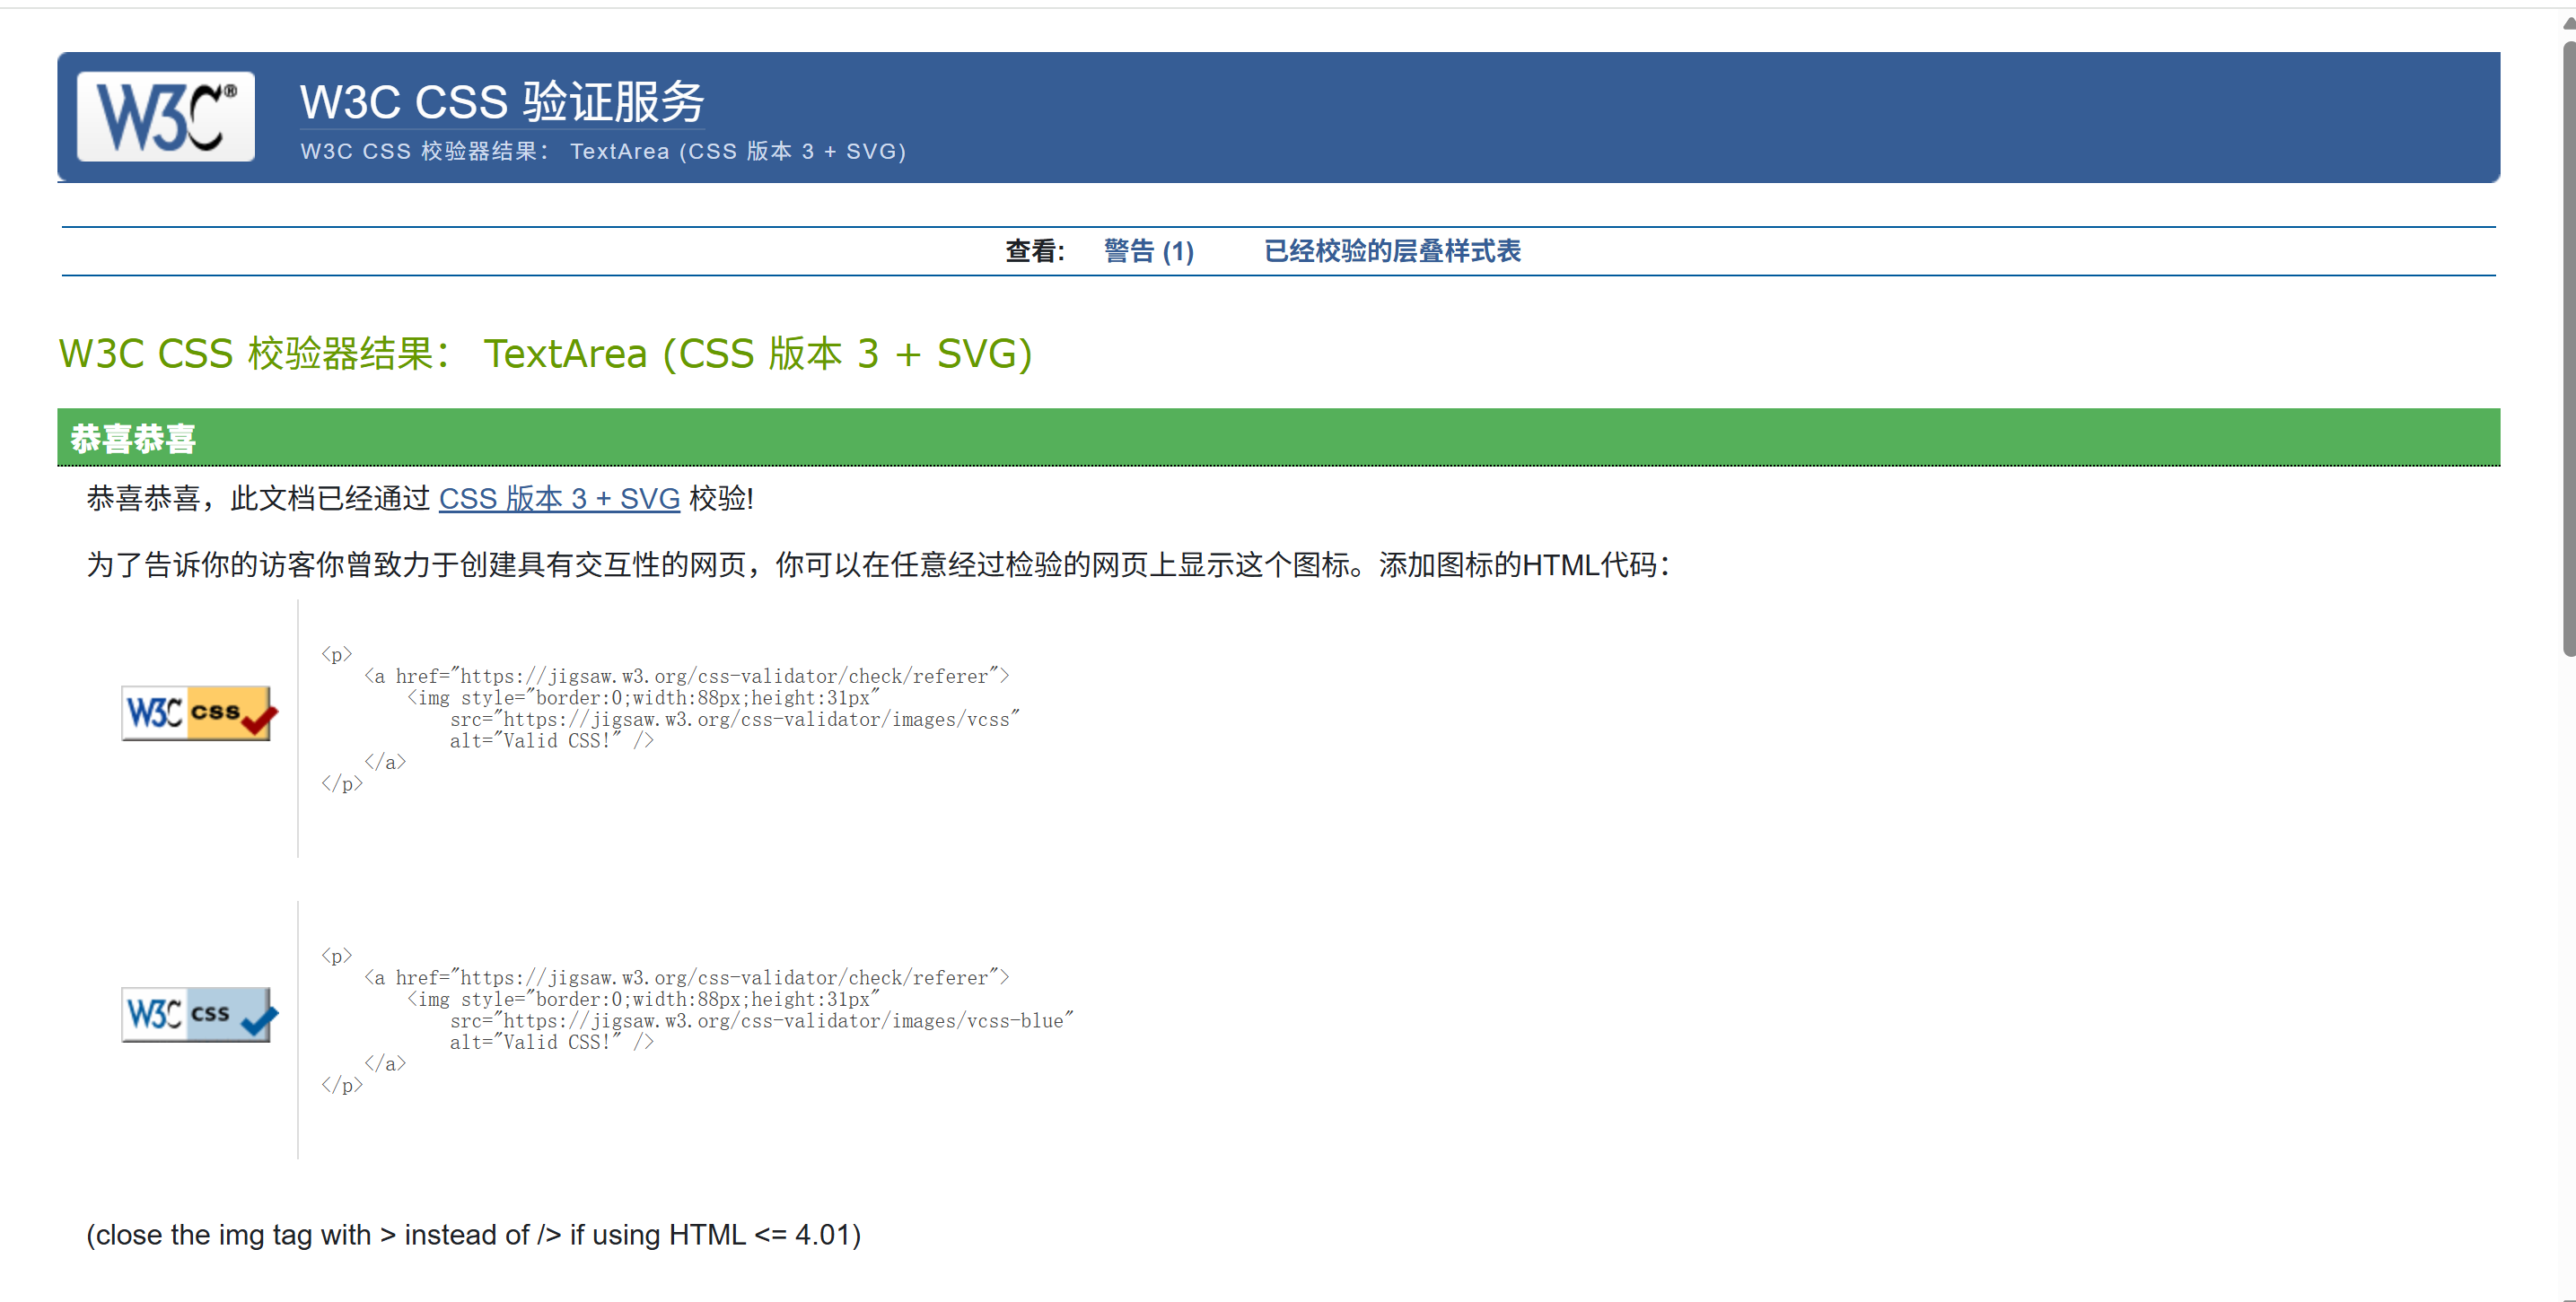 W3C®
W3C CSS 验证服务
W3C CSS 校验器结果： TextArea (CSS 版本 3 + SVG)
查看: 警告 (1) 已经校验的层叠样式表
W3C CSS 校验器结果： TextArea (CSS 版本 3 + SVG)
恭喜恭喜
恭喜恭喜，此文档已经通过 CSS 版本 3 + SVG 校验!
为了告诉你的访客你曾致力于创建具有交互性的网页，你可以在任意经过检验的网页上显示这个图标。添加图标的HTML代码：
W3C css
<p>
    <a href="https://jigsaw.w3.org/css-validator/check/referer">
        <img style="border:0;width:88px;height:31px"
            src="https://jigsaw.w3.org/css-validator/images/vcss"
            alt="Valid CSS!" />
    </a>
</p>
W3C css
<p>
    <a href="https://jigsaw.w3.org/css-validator/check/referer">
        <img style="border:0;width:88px;height:31px"
            src="https://jigsaw.w3.org/css-validator/images/vcss-blue"
            alt="Valid CSS!" />
    </a>
</p>
(close the img tag with > instead of /> if using HTML <= 4.01)